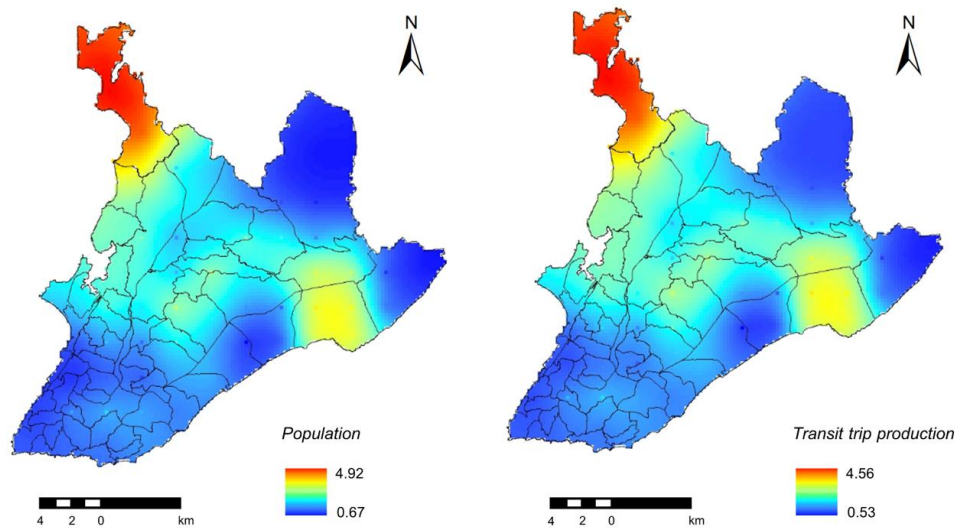 N
N
Population
Transit trip production
4.92
0.67
4.56
0.53
4 2 0 km
4 2 0 km